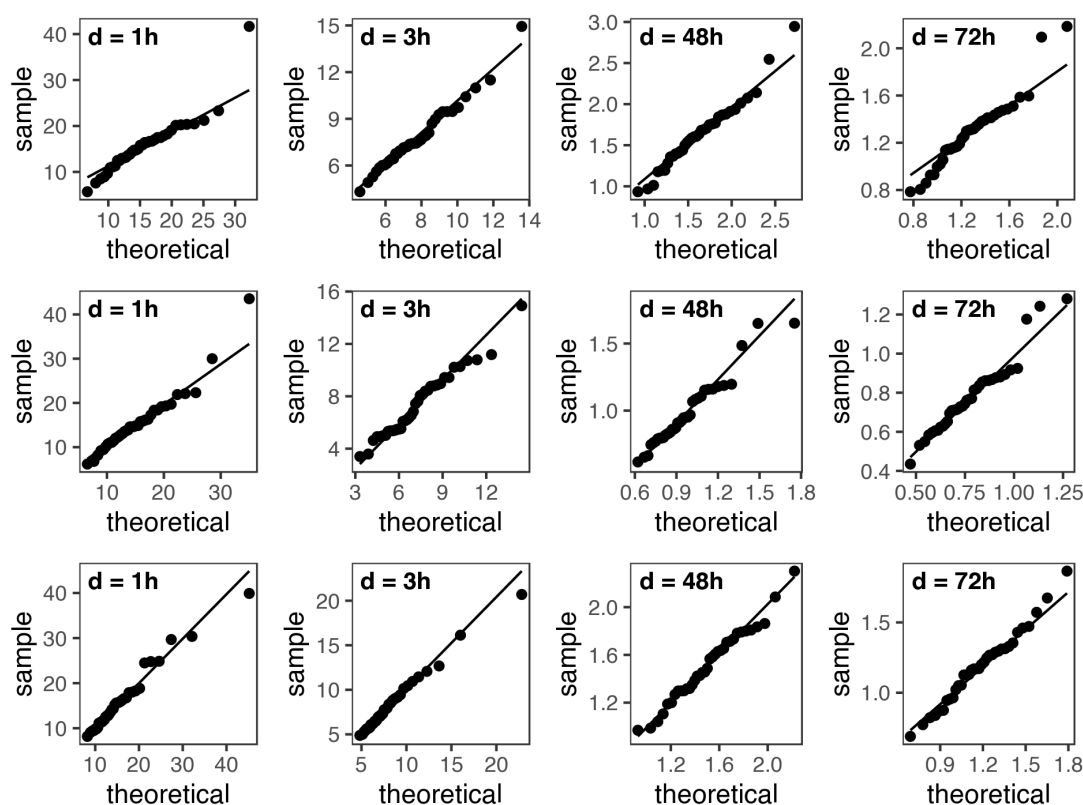 d = 1h
sample
40
30
20
10
10 15 20 25 30
theoretical
d = 3h
sample
15
12
9
6
6 8 10 12 14
theoretical
d = 48h
sample
3.0
2.5
2.0
1.5
1.0
1.0 1.5 2.0 2.5
theoretical
d = 72h
sample
2.0
1.6
1.2
0.8
0.8 1.2 1.6 2.0
theoretical
d = 1h
sample
40
30
20
10
10 20 30
theoretical
d = 3h
sample
16
12
8
4
3 6 9 12
theoretical
d = 48h
sample
1.5
1.0
0.6 0.9 1.2 1.5 1.8
theoretical
d = 72h
sample
1.2
1.0
0.8
0.6
0.4
0.50 0.75 1.00 1.25
theoretical
d = 1h
sample
40
30
20
10
10 20 30 40
theoretical
d = 3h
sample
20
15
10
5
5 10 15 20
theoretical
d = 48h
sample
2.0
1.6
1.2
1.2 1.6 2.0
theoretical
d = 72h
sample
1.5
1.0
0.9 1.2 1.5 1.8
theoretical